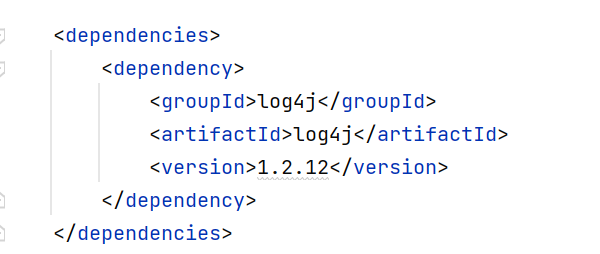 <dependencies>
<dependency>
<groupId>log4j</groupId>
<artifactId>log4j</artifactId>
<version>1.2.12</version>
</dependency>
</dependencies>